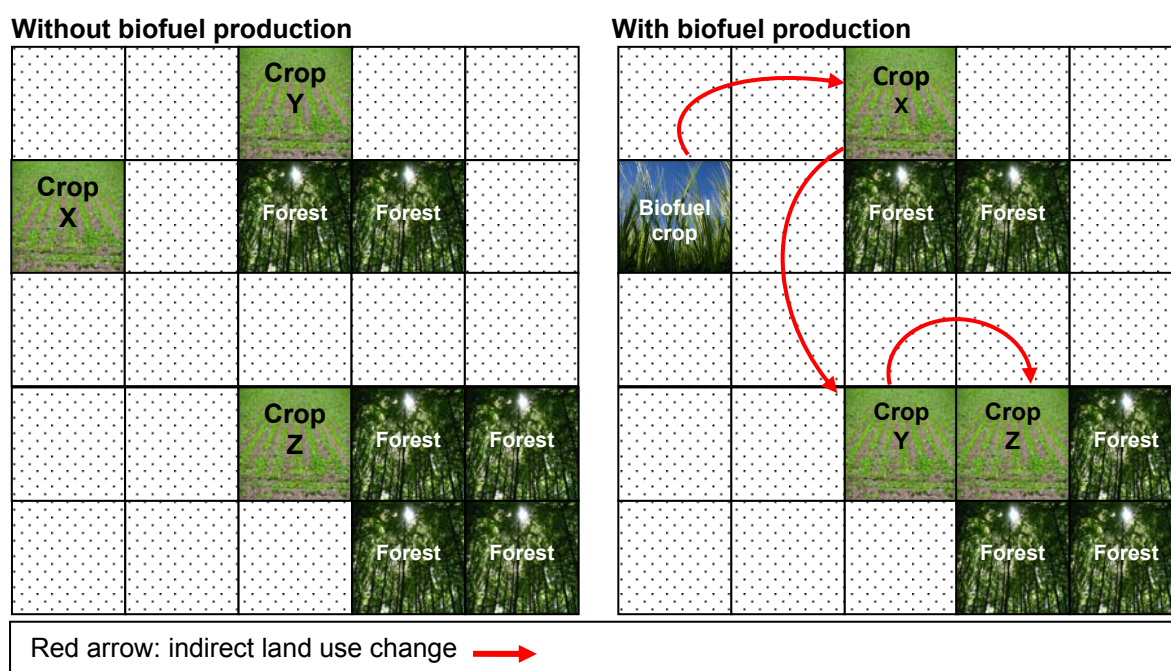 Without biofuel production
Crop
Y
Crop
X
Forest
Forest
Crop
Z
Forest
Forest
Forest
Forest
With biofuel production
Crop
X
Biofuel
crop
Forest
Forest
Crop
Y
Crop
Z
Forest
Forest
Forest
Red arrow: indirect land use change